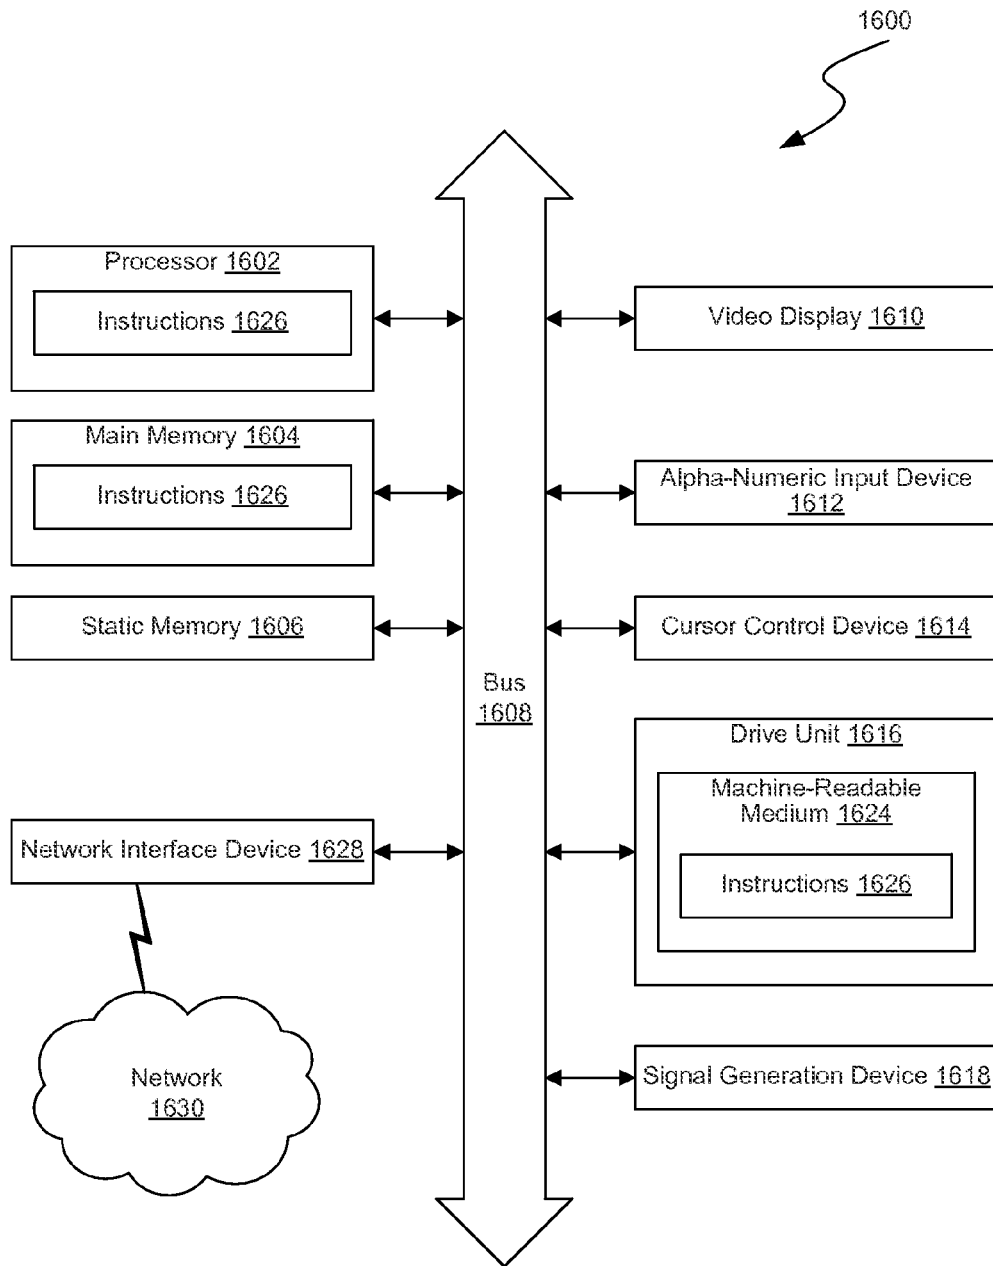 1600
Processor 1602
Instructions 1626
Main Memory 1604
Instructions 1626
Static Memory 1606
Network Interface Device 1628
Network
1630
Bus
1608
Video Display 1610
Alpha-Numeric Input Device
1612
Cursor Control Device 1614
Drive Unit 1616
Machine-Readable
Medium 1624
Instructions 1626
Signal Generation Device 1618